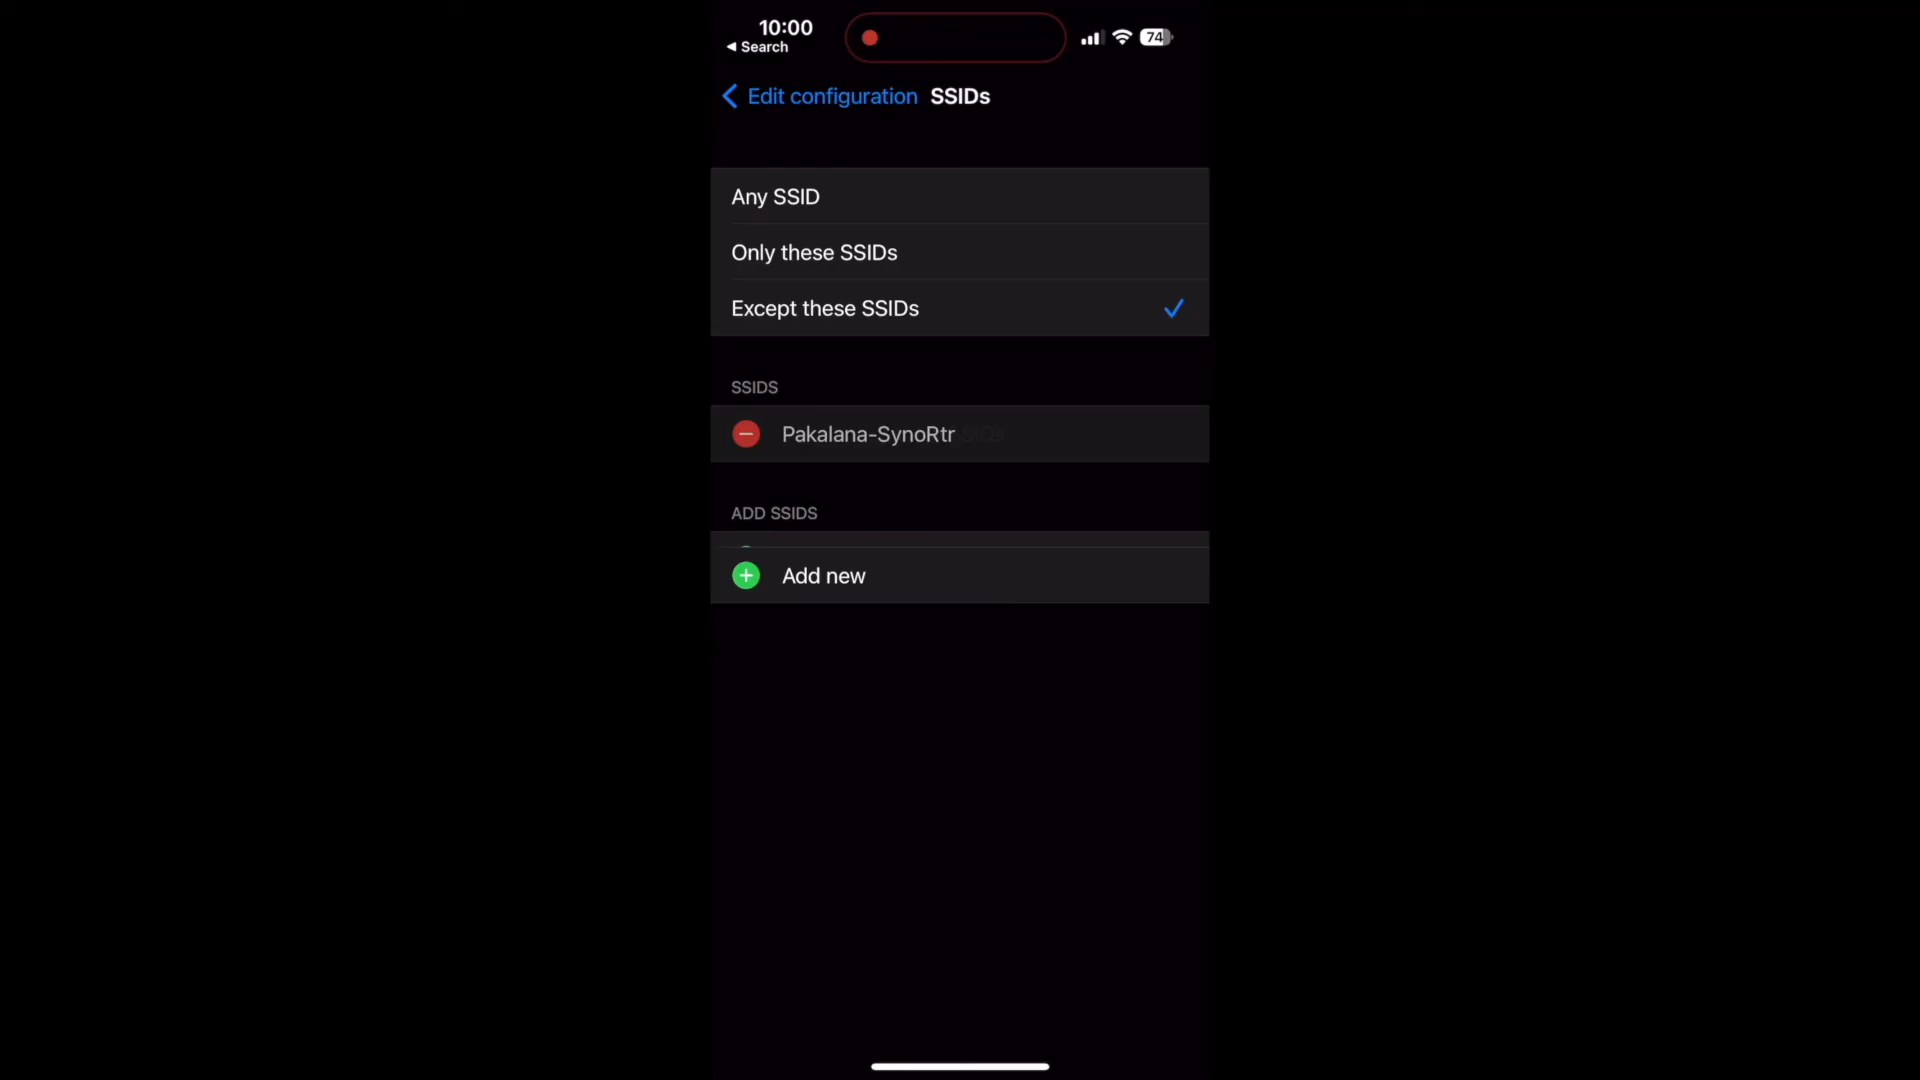 10:00
◀ Search
74
Edit configuration SSIDs
Any SSID
Only these SSIDs
Except these SSIDs
SSIDS
Pakalana-SynoRtr
ADD SSIDS
Add new